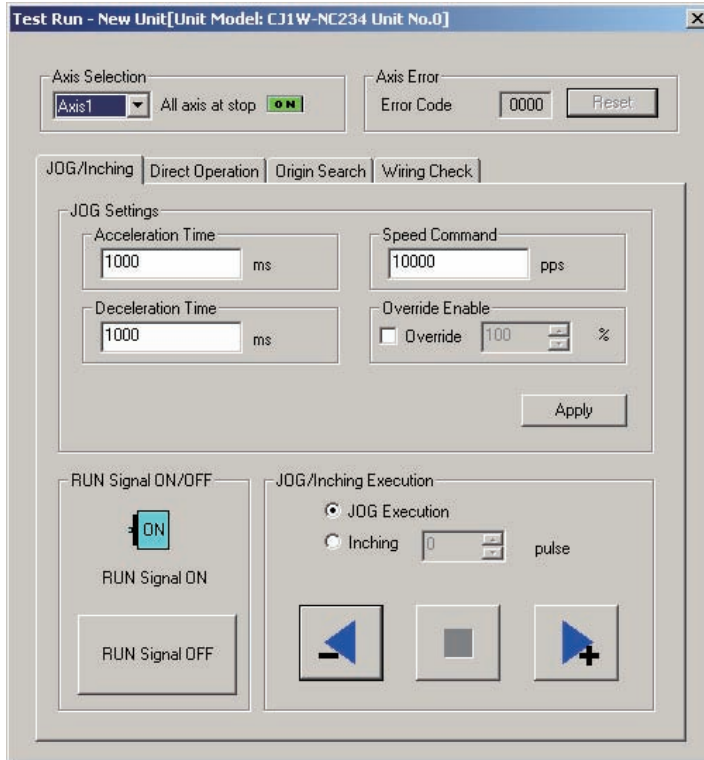 Test Run - New Unit[Unit Model: CJ1W-NC234 Unit No.0]
Axis Selection
Axis1
All axis at stop ON
Axis Error
Error Code 0000 Reset
JOG/Inching Direct Operation Origin Search Wiring Check
JOG Settings
Acceleration Time
1000 ms
Speed Command
10000 pps
Deceleration Time
1000 ms
Override Enable
Override 100 %
Apply
RUN Signal ON/OFF
ON
RUN Signal ON
RUN Signal OFF
JOG/Inching Execution
JOG Execution
Inching 0 pulse